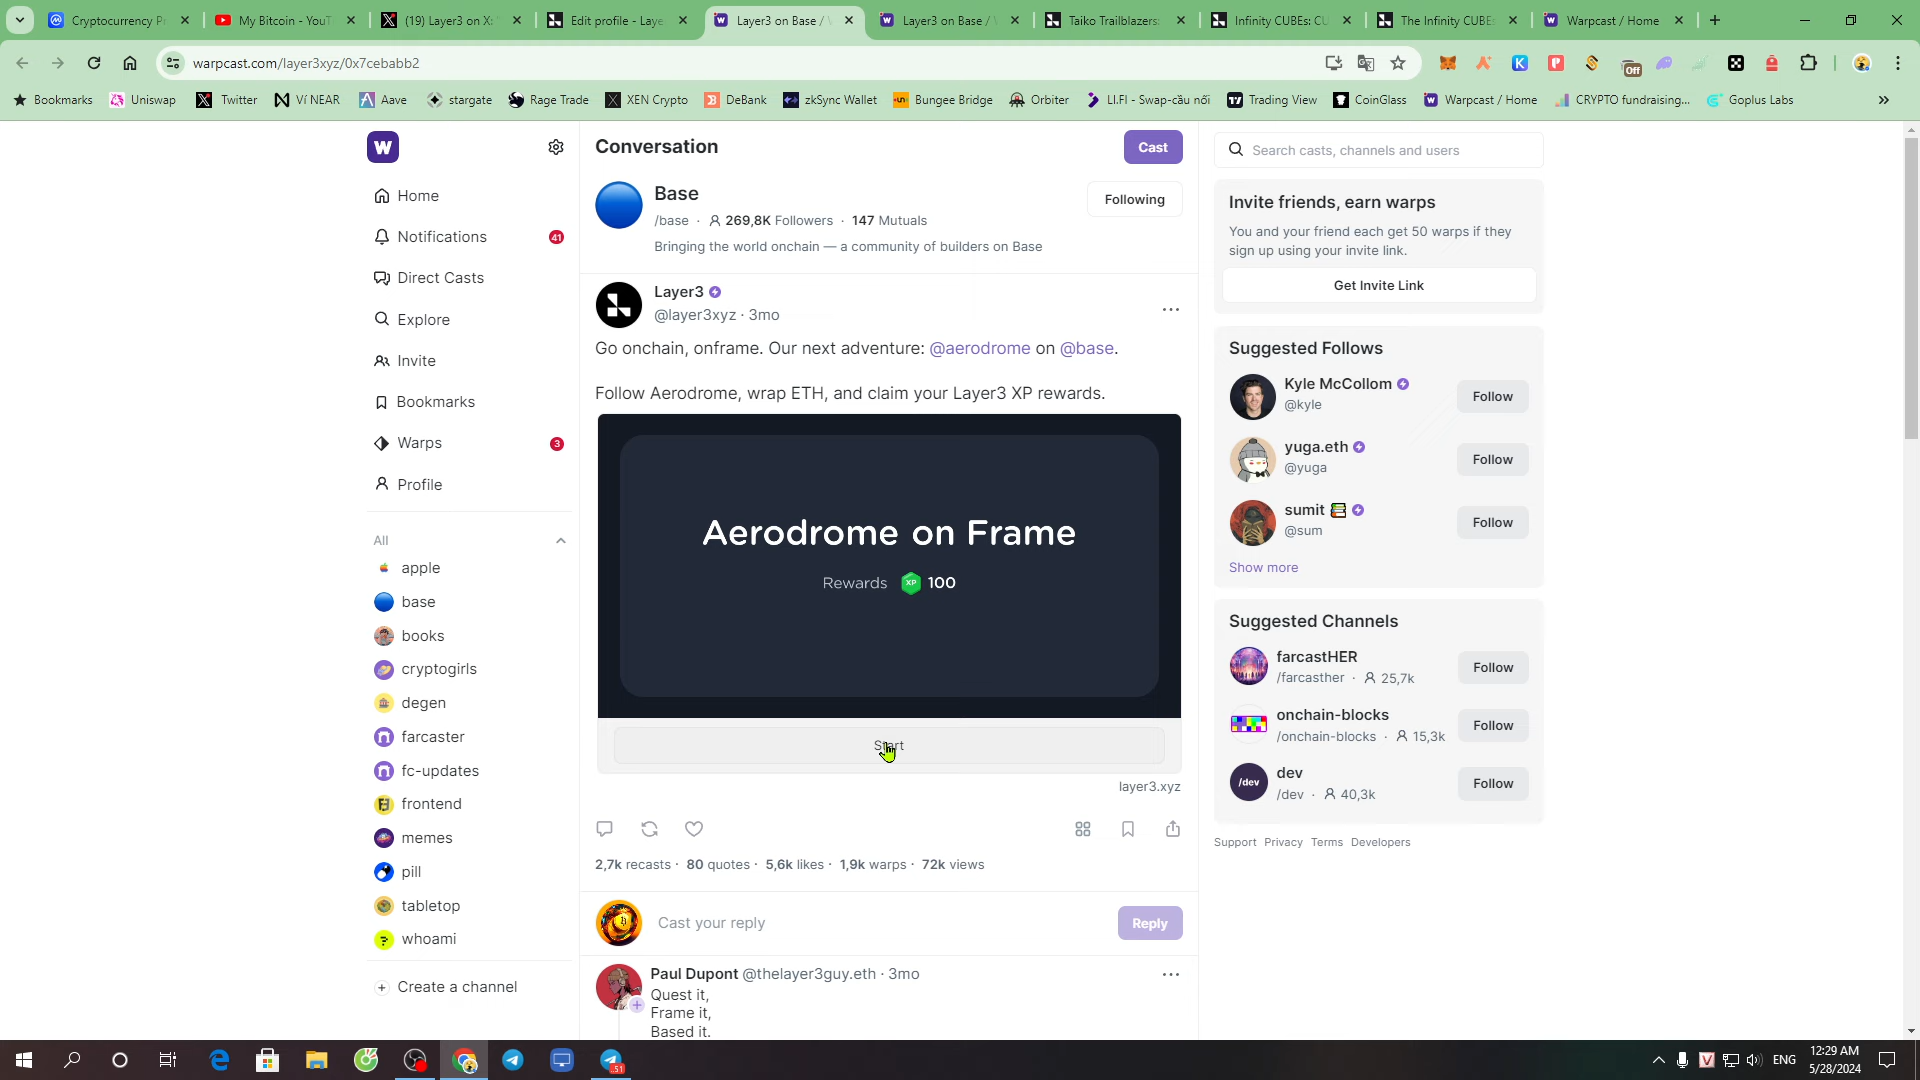 Cryptocurrency P
My Bitcoin - YouT
(19) Layer3 on X:
Edit profile - Laye
Layer3 on Base /
Layer3 on Base /
Taiko Trailblazers
Infinity CUBEs: CU
The Infinity CUBE
Warpcast / Home
warpcast.com/layer3xyz/0x7cebabb2
Off
Bookmarks
Uniswap
Twitter
Ví NEAR
Aave
stargate
Rage Trade
XEN Crypto
DeBank
zkSync Wallet
Bungee Bridge
Orbiter
LI.FI - Swap-cầu nối
Trading View
CoinGlass
Warpcast / Home
CRYPTO fundraising...
Goplus Labs
W
Home
Notifications 41
Direct Casts
Explore
Invite
Bookmarks
Warps 3
Profile
All
apple
base
books
cryptogirls
degen
farcaster
fc-updates
frontend
memes
pill
tabletop
whoami
Create a channel
Conversation
Cast
Base
/base · 269,8K Followers · 147 Mutuals
Bringing the world onchain — a community of builders on Base
Following
Layer3
@layer3xyz · 3mo
Go onchain, onframe. Our next adventure: @aerodrome on @base.
Follow Aerodrome, wrap ETH, and claim your Layer3 XP rewards.
Aerodrome on Frame
Rewards XP 100
Start
layer3.xyz
2,7k recasts · 80 quotes · 5,6k likes · 1,9k warps · 72k views
Cast your reply
Reply
Paul Dupont @thelayer3guy.eth · 3mo
Quest it,
Frame it,
Based it.
Search casts, channels and users
Invite friends, earn warps
You and your friend each get 50 warps if they
sign up using your invite link.
Get Invite Link
Suggested Follows
Kyle McCollom
@kyle
Follow
yuga.eth
@yuga
Follow
sumit
@sum
Follow
Show more
Suggested Channels
farcastHER
/farcasther · 25,7k
Follow
onchain-blocks
/onchain-blocks · 15,3k
Follow
/dev
dev
/dev · 40,3k
Follow
Support Privacy Terms Developers
51
ENG
12:29 AM
5/28/2024